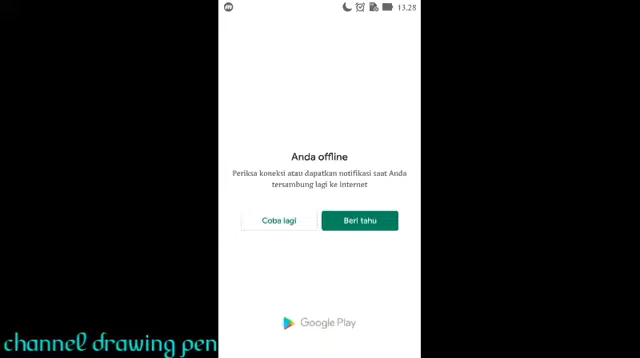 13.28
Anda offline
Periksa koneksi atau dapatkan notifikasi saat Anda
tersambung lagi ke internet
Coba lagi
Beri tahu
Google Play
channel drawing pen